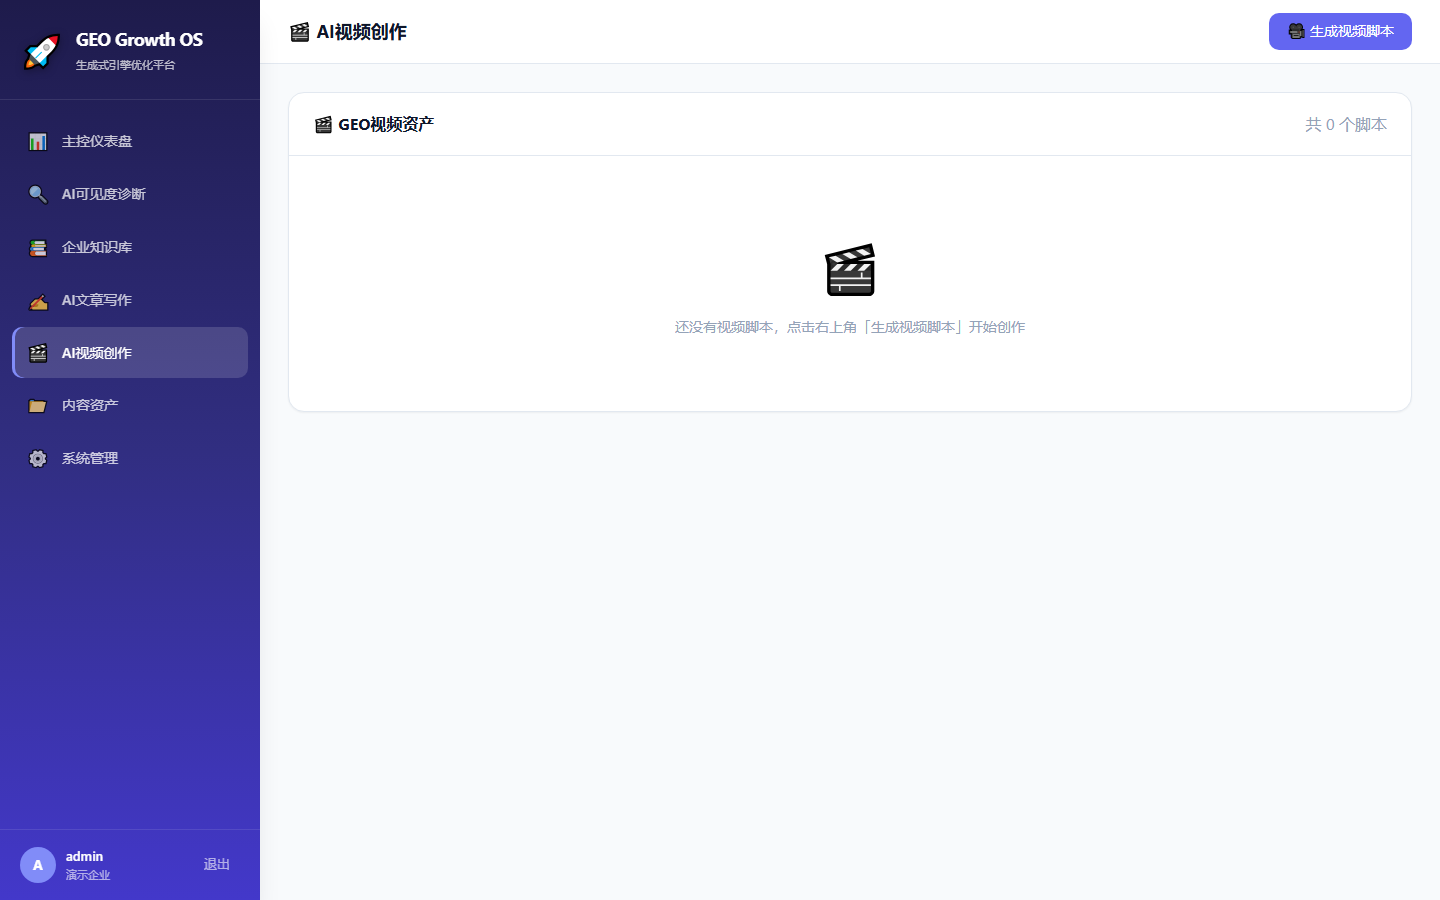 GEO Growth OS
生成式引擎优化平台
主控仪表盘
AI可见度诊断
企业知识库
AI文章写作
AI视频创作
内容资产
系统管理
A
admin
演示企业
退出
AI视频创作
生成视频脚本
GEO视频资产
共 0 个脚本
还没有视频脚本，点击右上角「生成视频脚本」开始创作